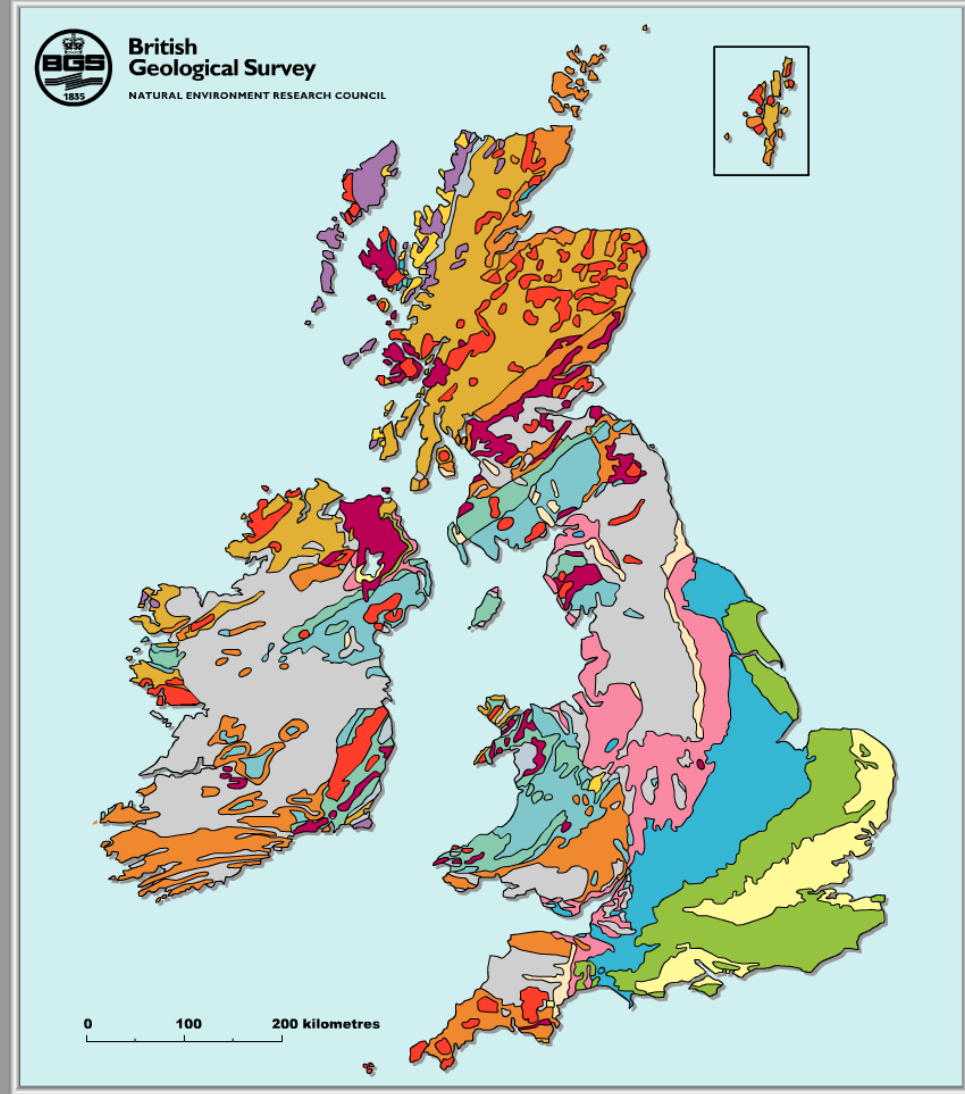 BGS
1835
British
Geological Survey
NATURAL ENVIRONMENT RESEARCH COUNCIL
0 100 200 kilometres